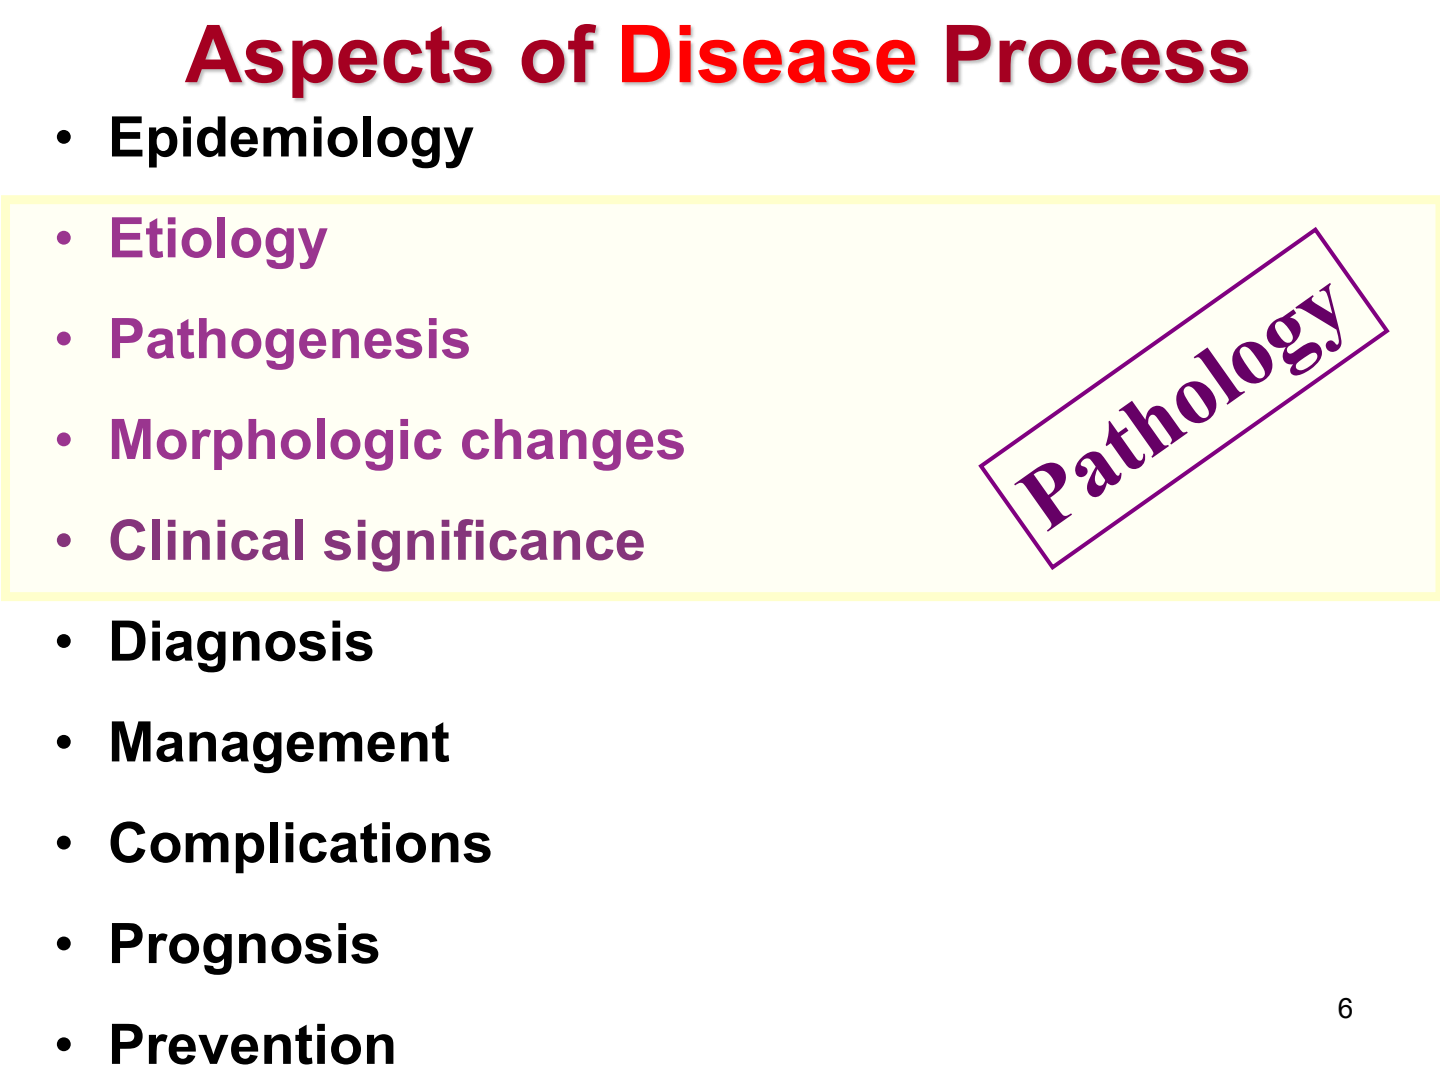 Aspects of Disease Process
• Epidemiology
• Etiology
• Pathogenesis
• Morphologic changes
• Clinical significance
Pathology
• Diagnosis
• Management
• Complications
• Prognosis
• Prevention
6